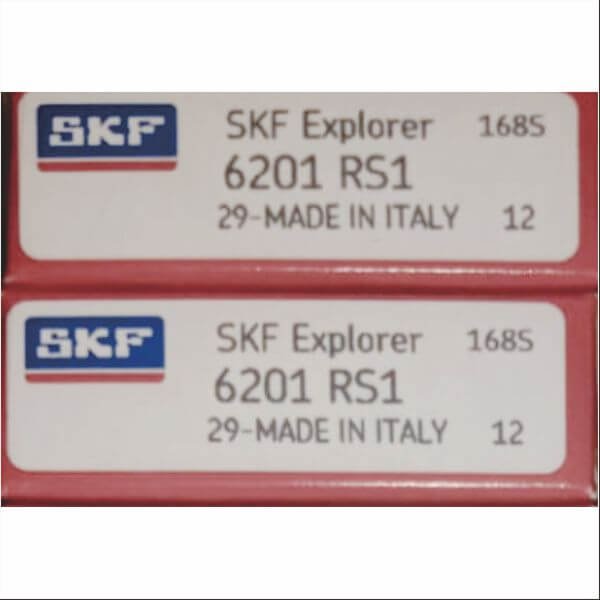 SKF
SKF Explorer 168S
6201 RS1
29-MADE IN ITALY 12
SKF
SKF Explorer 168S
6201 RS1
29-MADE IN ITALY 12